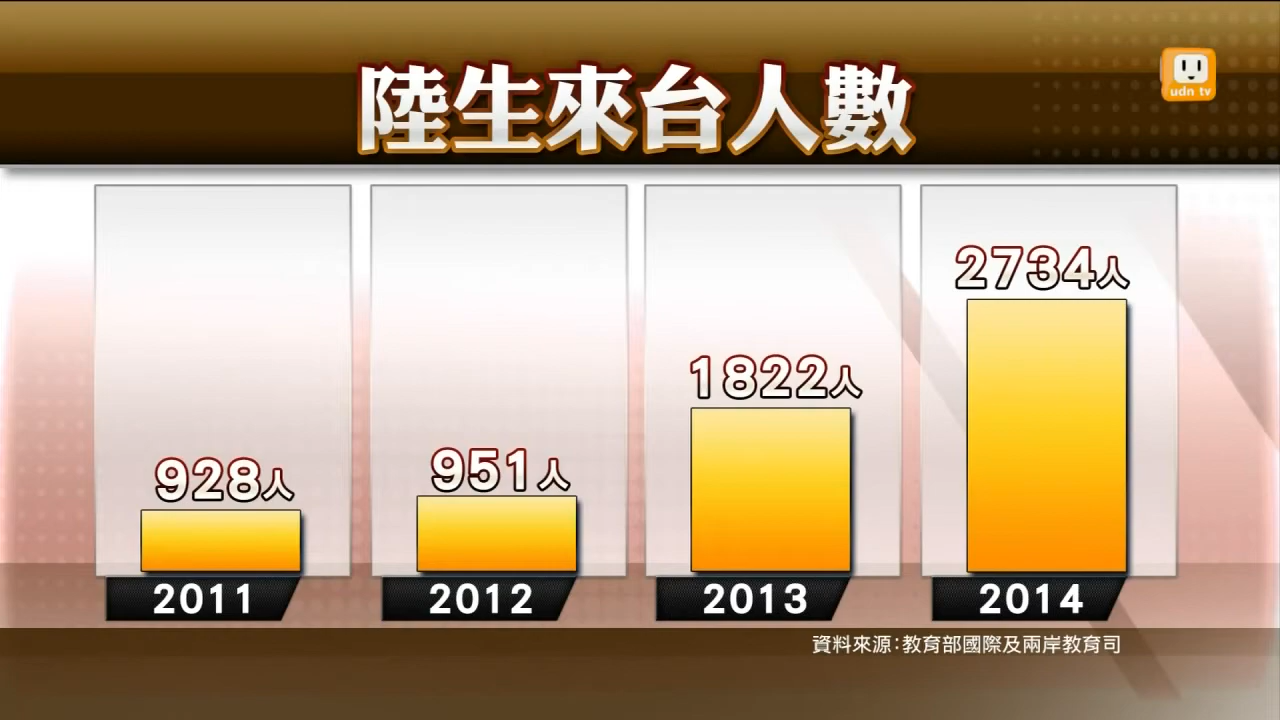 陸生來台人數
udn tv
928人
951人
1822人
2734人
2011
2012
2013
2014
資料來源:教育部國際及兩岸教育司